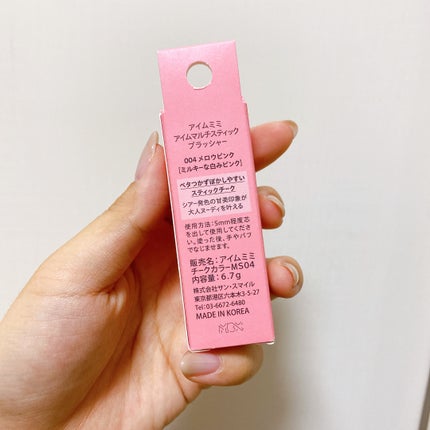 アイムミミ
アイムマルチスティック
ブラッシャー
004 メロウピンク
[ミルキーな白みピンク]
ベタつかずぼかしやすい
スティックチーク
シアー発色の甘美印象が
大人ヌーディを叶える
使用方法:5mm程度芯
を出して使用してくださ
い。塗った後、手やパフ
でなじませます。
販売名:アイムミミ
チークカラーMS04
内容量:6.7g
株式会社サン・スマイル
東京都港区六本木3-5-27
Tel:03-6672-6480
MADE IN KOREA